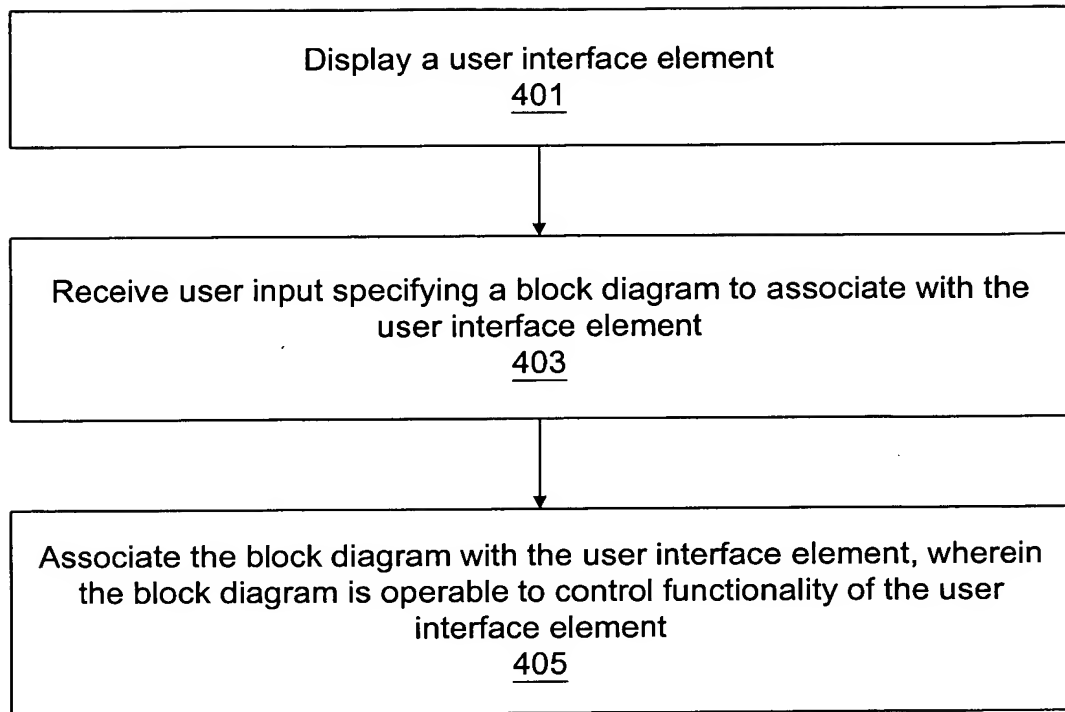 Display a user interface element
401
Receive user input specifying a block diagram to associate with the
user interface element
403
Associate the block diagram with the user interface element, wherein
the block diagram is operable to control functionality of the user
interface element
405